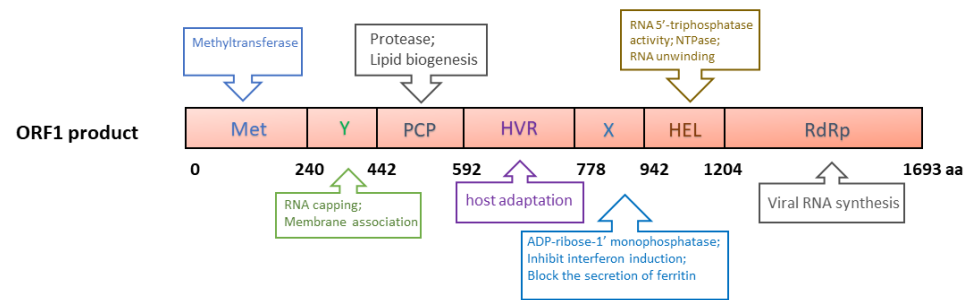 Methyltransferase
Protease;
Lipid biogenesis
RNA 5′-triphosphatase
activity; NTPase;
RNA unwinding
ORF1 product
Met Y PCP HVR X HEL RdRp
0 240 442 592 778 942 1204 1693 aa
RNA capping;
Membrane association
host adaptation
ADP-ribose-1′ monophosphatase;
Inhibit interferon induction;
Block the secretion of ferritin
Viral RNA synthesis